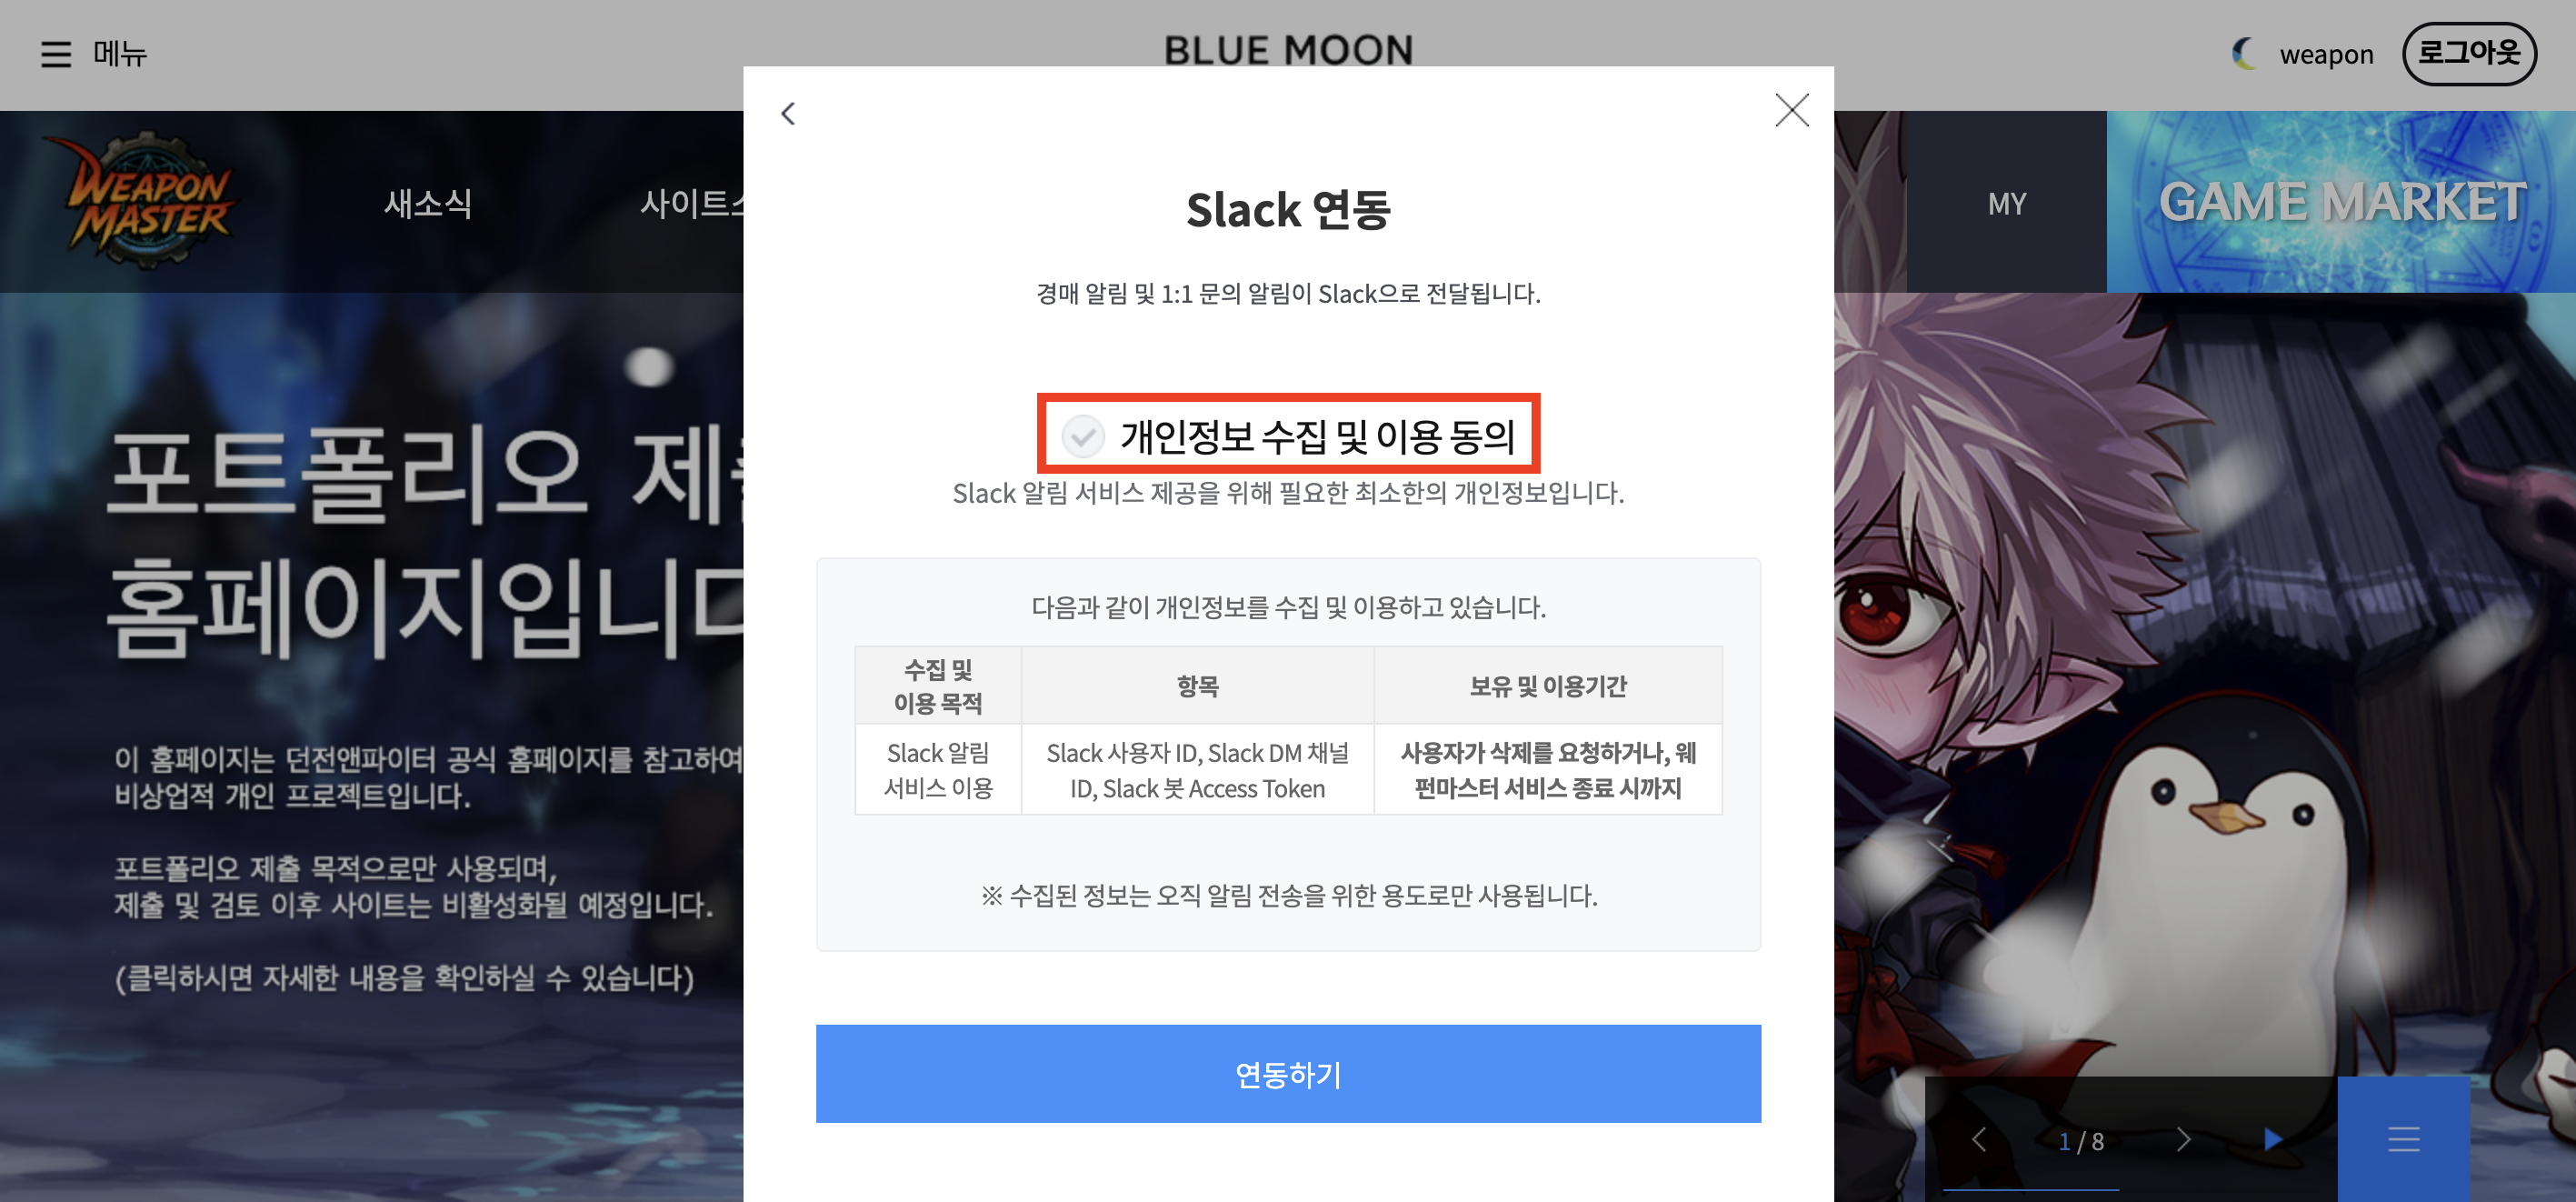 메뉴
BLUE MOON
weapon
로그아웃
WEAPON
MASTER
새소식
사이트소
MY
GAME MARKET
포트폴리오 제출
홈페이지입니다
이 홈페이지는 던전앤파이터 공식 홈페이지를 참고하여
비상업적 개인 프로젝트입니다.
포트폴리오 제출 목적으로만 사용되며,
제출 및 검토 이후 사이트는 비활성화될 예정입니다.
(클릭하시면 자세한 내용을 확인하실 수 있습니다)
Slack 연동
경매 알림 및 1:1 문의 알림이 Slack으로 전달됩니다.
개인정보 수집 및 이용 동의
Slack 알림 서비스 제공을 위해 필요한 최소한의 개인정보입니다.
다음과 같이 개인정보를 수집 및 이용하고 있습니다.
수집 및
이용 목적
항목
보유 및 이용기간
Slack 알림
서비스 이용
Slack 사용자 ID, Slack DM 채널
ID, Slack 봇 Access Token
사용자가 삭제를 요청하거나, 웨
펀마스터 서비스 종료 시까지
※ 수집된 정보는 오직 알림 전송을 위한 용도로만 사용됩니다.
연동하기
1 / 8